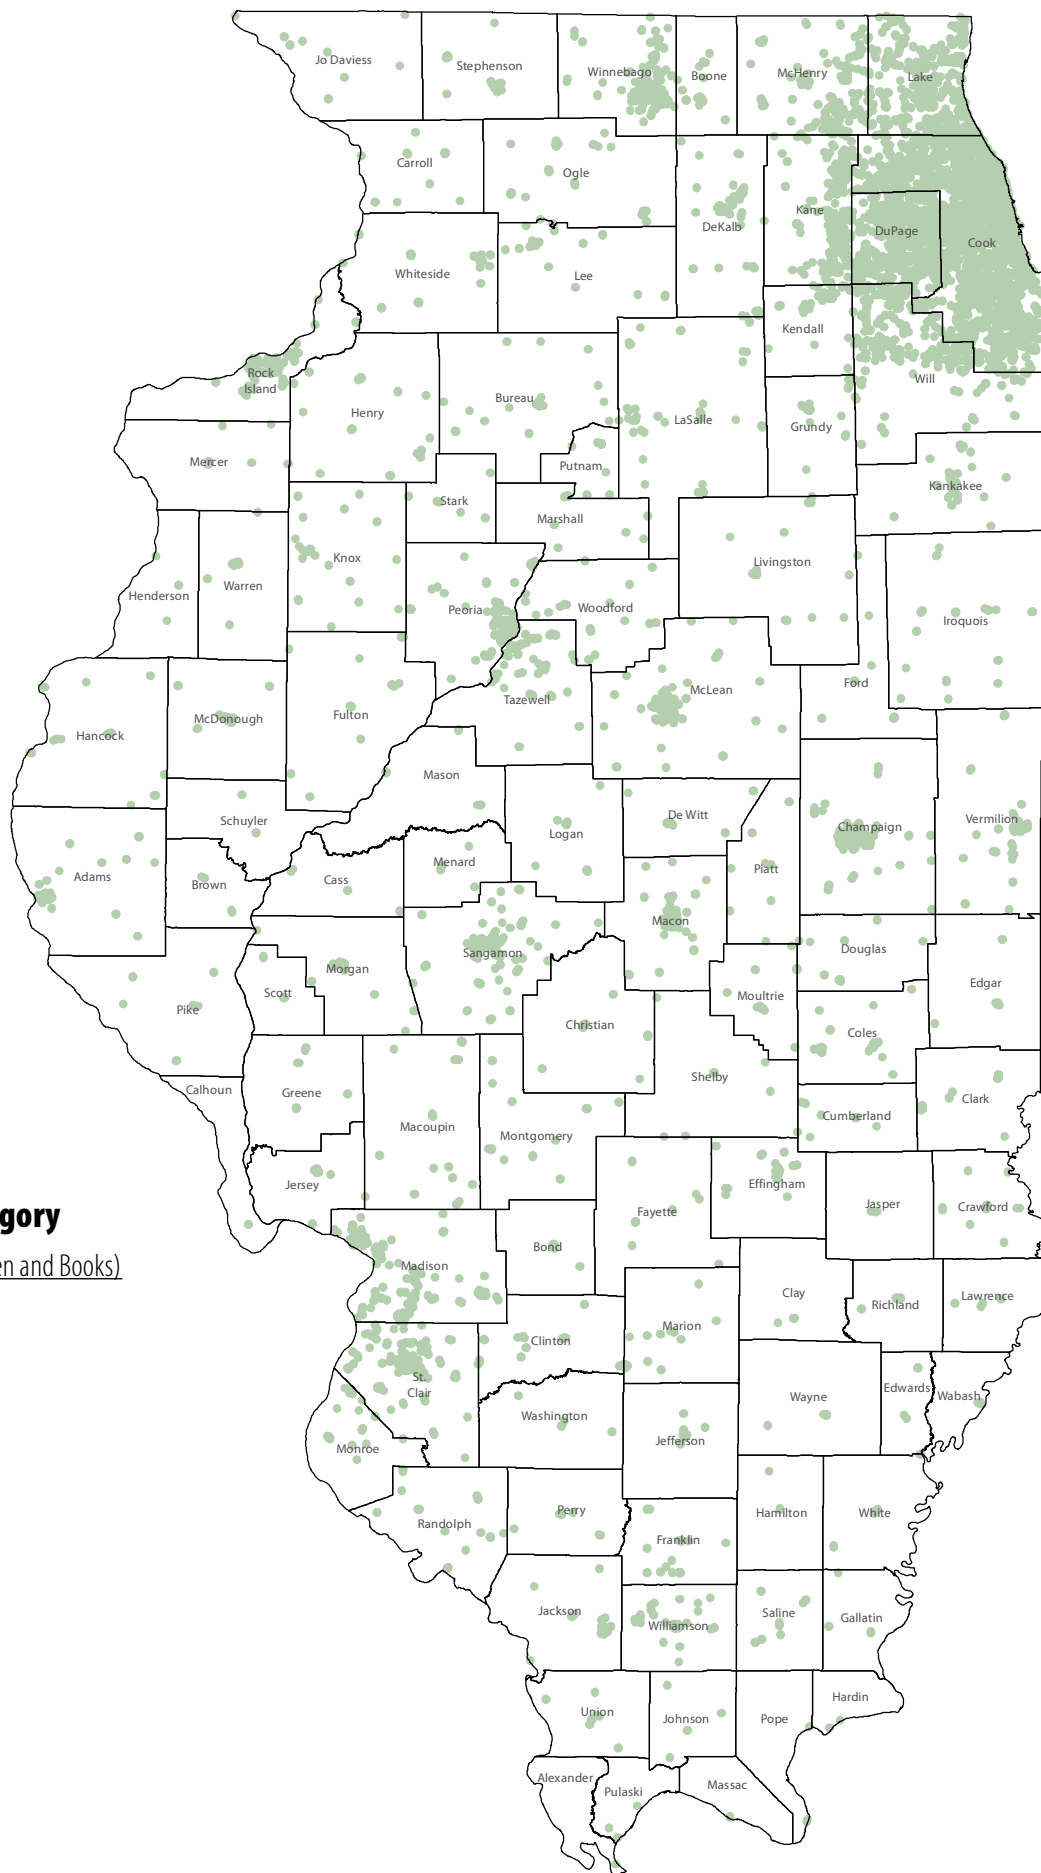 Jo Daviess
Stephenson
Winnebago
Boone
McHenry
Lake
Carroll
Ogle
DeKalb
Kane
DuPage
Cook
Whiteside
Lee
Kendall
Will
Rock
Island
Henry
Bureau
LaSalle
Grundy
Mercer
Putnam
Kankakee
Stark
Marshall
Knox
Livingston
Henderson
Warren
Peoria
Woodford
Iroquois
Hancock
McDonough
Fulton
Tazewell
McLean
Ford
Mason
Schuyler
Logan
De Witt
Champaign
Vermilion
Adams
Brown
Cass
Menard
Piatt
Macon
Sangamon
Douglas
Morgan
Scott
Pike
Moultrie
Edgar
Christian
Coles
Shelby
Calhoun
Greene
Macoupin
Montgomery
Cumberland
Clark
Jersey
Effingham
Fayette
Jasper
Crawford
gory
en and Books)
Madison
Bond
Clay
Richland
Lawrence
Clinton
Marion
St.
Clair
Wayne
Edwards
Wabash
Washington
Jefferson
Monroe
Randolph
Perry
Franklin
Hamilton
White
Jackson
Williamson
Saline
Gallatin
Union
Johnson
Pope
Hardin
Alexander
Pulaski
Massac